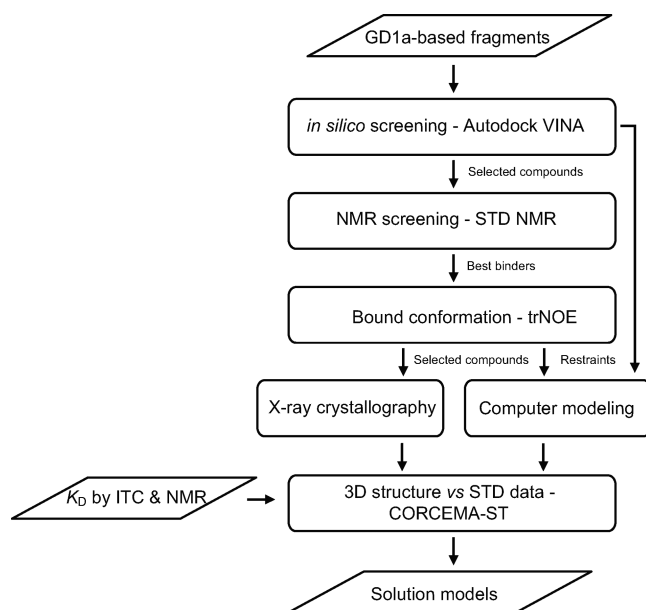 GD1a-based fragments
in silico screening - Autodock VINA
Selected compounds
NMR screening - STD NMR
Best binders
Bound conformation - trNOE
Selected compounds
Restraints
X-ray crystallography
Computer modeling
KD by ITC & NMR
3D structure vs STD data -
CORCEMA-ST
Solution models